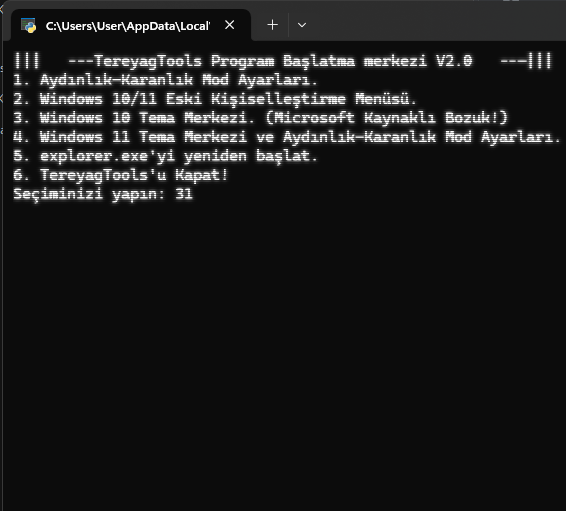 C:\Users\User\AppData\Local'
|||   ---TereyagTools Program Başlatma merkezi V2.0   ---|||
1. Aydınlık-Karanlık Mod Ayarları.
2. Windows 10/11 Eski Kişiselleştirme Menüsü.
3. Windows 10 Tema Merkezi. (Microsoft Kaynaklı Bozuk!)
4. Windows 11 Tema Merkezi ve Aydınlık-Karanlık Mod Ayarları.
5. explorer.exe'yi yeniden başlat.
6. TereyagTools'u Kapat!
Seçiminizi yapın: 31